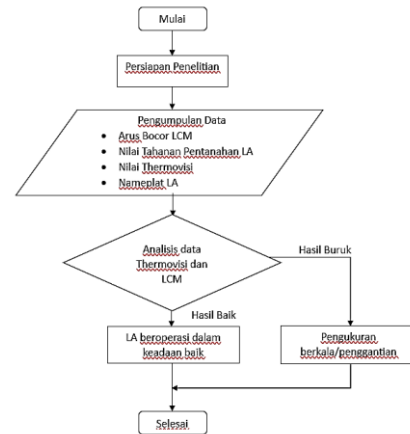 Mulai
Persiapan Penelitian
Pengumpulan Data
• Arus Bocor LCM
• Nilai Tahanan Pentanahan LA
• Nilai Thermovisi
• Nameplat LA
Analisis data
Thermovisi dan
LCM
Hasil Buruk
Hasil Baik
LA beroperasi dalam
keadaan baik
Pengukuran
berkala/penggantian
Selesai